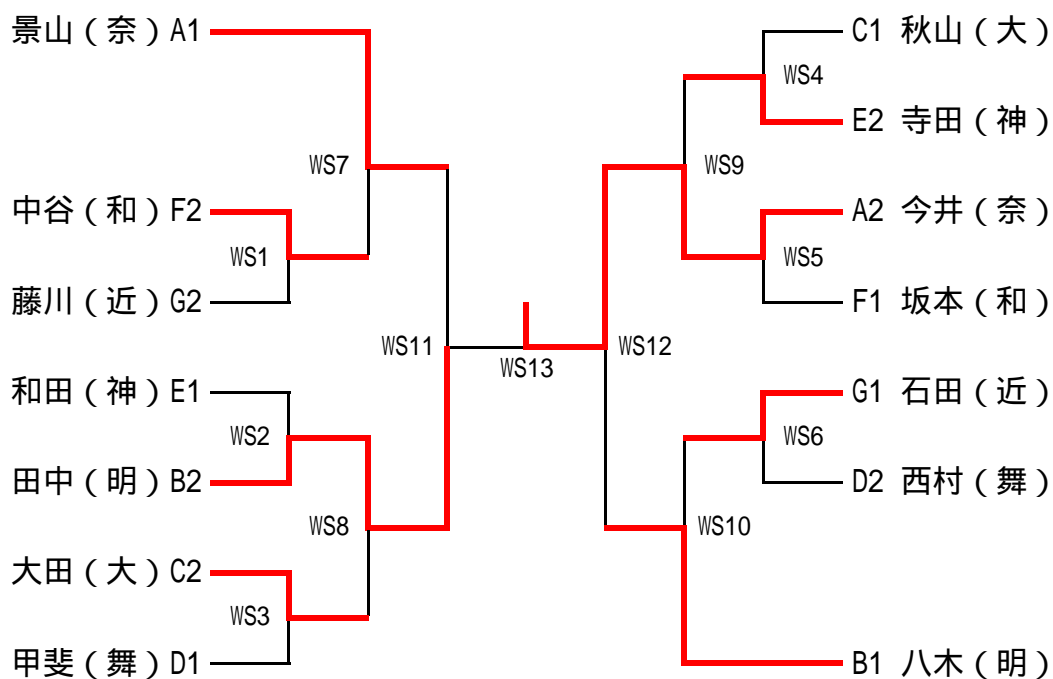 景山（奈）A1
C1 秋山（大）
WS4
E2 寺田（神）
WS7
WS9
中谷（和）F2
A2 今井（奈）
WS1
WS5
藤川（近）G2
F1 坂本（和）
WS11
WS13
WS12
和田（神）E1
G1 石田（近）
WS2
WS6
田中（明）B2
D2 西村（舞）
WS8
WS10
大田（大）C2
WS3
甲斐（舞）D1
B1 八木（明）